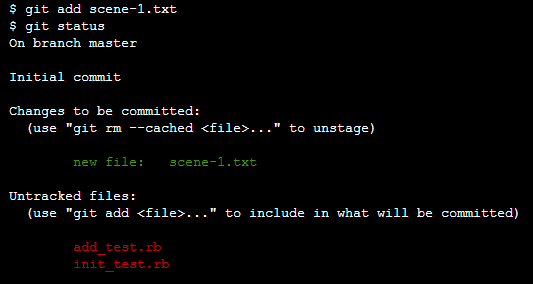 $ git add scene-1.txt
$ git status
On branch master
Initial commit
Changes to be committed:
(use "git rm --cached <file>..." to unstage)
new file:   scene-1.txt
Untracked files:
(use "git add <file>..." to include in what will be committed)
add_test.rb
init_test.rb